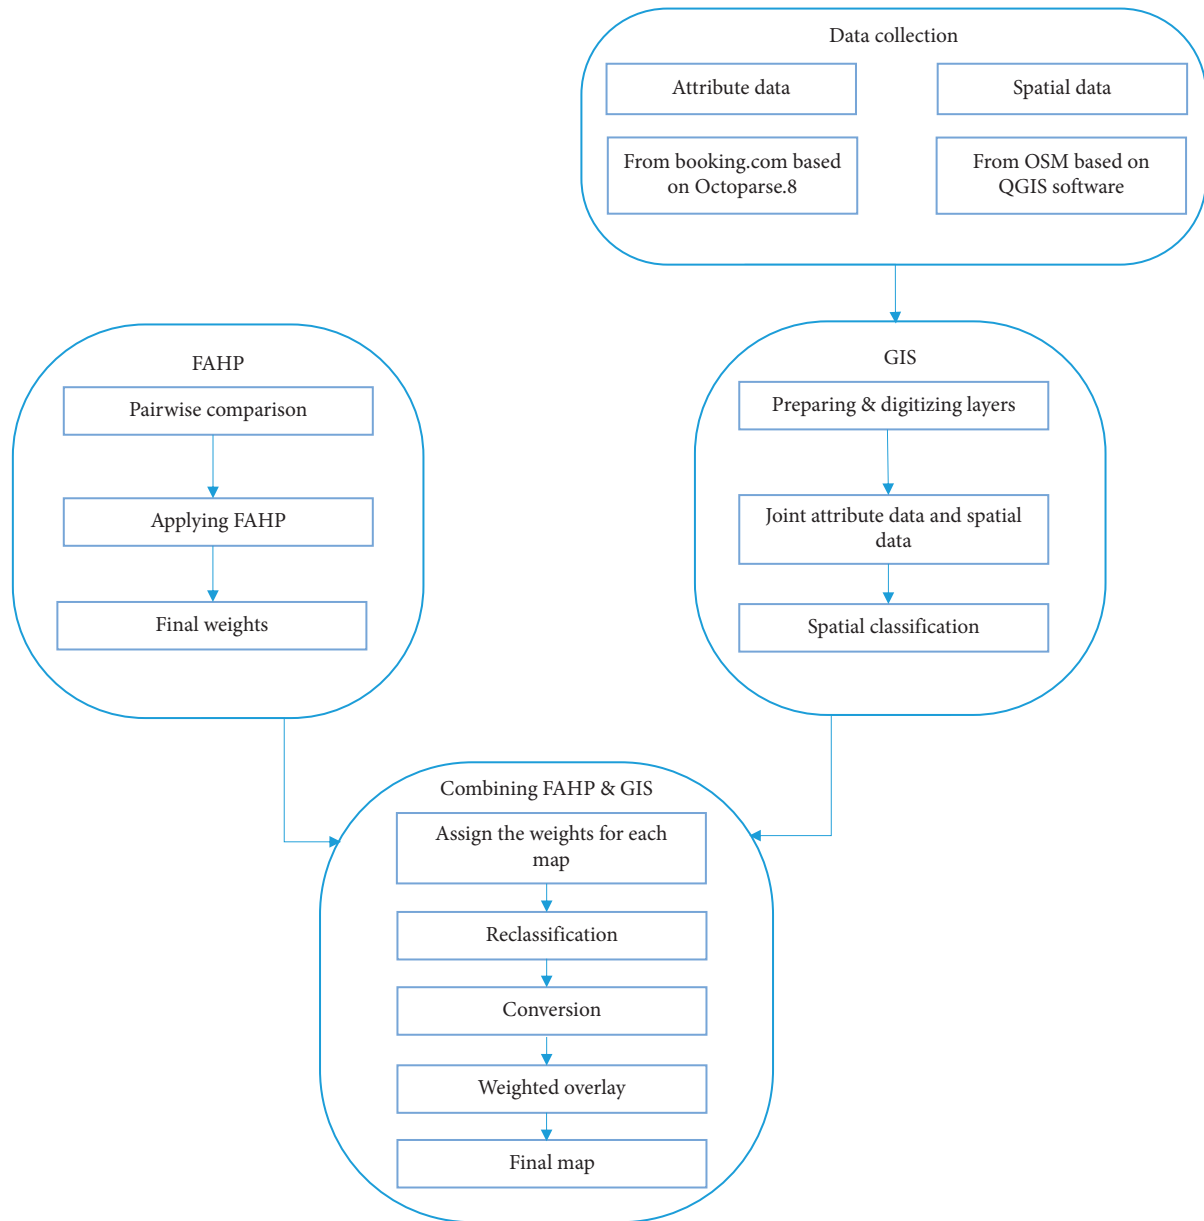 Data collection
Attribute data
Spatial data
From booking.com based
on Octoparse.8
From OSM based on
QGIS software
FAHP
Pairwise comparison
Applying FAHP
Final weights
GIS
Preparing & digitizing layers
Joint attribute data and spatial
data
Spatial classification
Combining FAHP & GIS
Assign the weights for each
map
Reclassification
Conversion
Weighted overlay
Final map